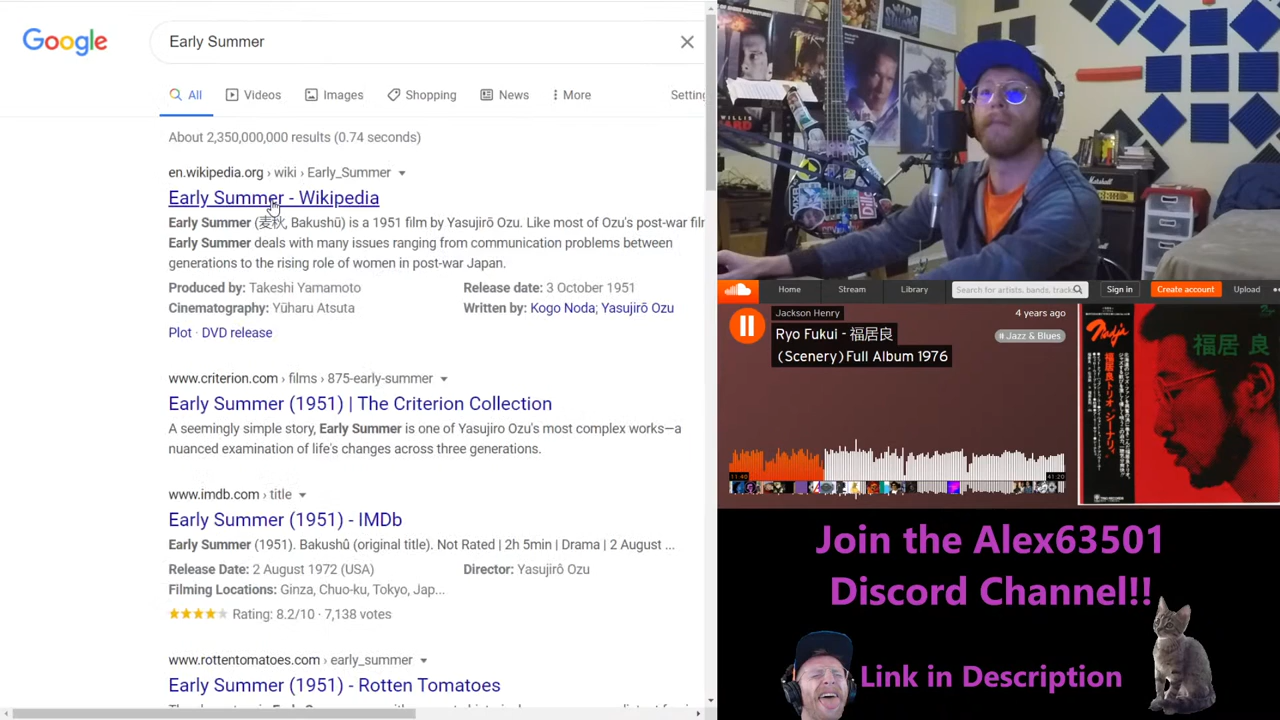 Google
Early Summer
All
Videos
Images
Shopping
News
More
Settin
About 2,350,000,000 results (0.74 seconds)
en.wikipedia.org › wiki › Early_Summer
Early Summer - Wikipedia
Early Summer (麦秋, Bakushū) is a 1951 film by Yasujirō Ozu. Like most of Ozu's post-war fil
Early Summer deals with many issues ranging from communication problems between
generations to the rising role of women in post-war Japan.
Produced by: Takeshi Yamamoto
Release date: 3 October 1951
Cinematography: Yūharu Atsuta
Written by: Kogo Noda; Yasujirō Ozu
Plot · DVD release
www.criterion.com › films › 875-early-summer
Early Summer (1951) | The Criterion Collection
A seemingly simple story, Early Summer is one of Yasujiro Ozu's most complex works—a
nuanced examination of life's changes across three generations.
www.imdb.com › title
Early Summer (1951) - IMDb
Early Summer (1951). Bakushû (original title). Not Rated | 2h 5min | Drama | 2 August ...
Release Date: 2 August 1972 (USA)
Director: Yasujirô Ozu
Filming Locations: Ginza, Chuo-ku, Tokyo, Jap...
Rating: 8.2/10 · 7,138 votes
www.rottentomatoes.com › early_summer
Early Summer (1951) - Rotten Tomatoes
WILLIS
MXR
Marshall
Home
Stream
Library
Search for artists, bands, tracks
Sign in
Create account
Upload
Jackson Henry
4 years ago
Ryo Fukui - 福居良
(Scenery)Full Album 1976
# Jazz & Blues
11:40
41:20
福居良
Join the Alex63501
Discord Channel!!
Link in Description